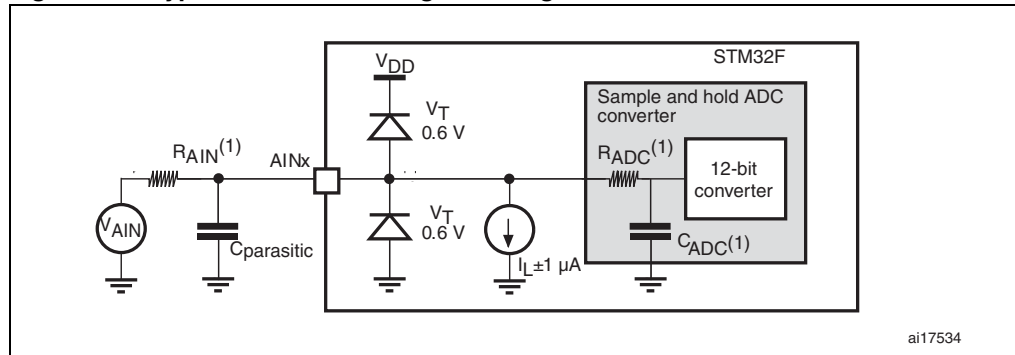 STM32F
VDD
VT
0.6 V
Sample and hold ADC
converter
RAIN(1)
AINx
RADC(1)
12-bit
converter
VAIN
Cparasitic
VT
0.6 V
IL±1 µA
CADC(1)
ai17534